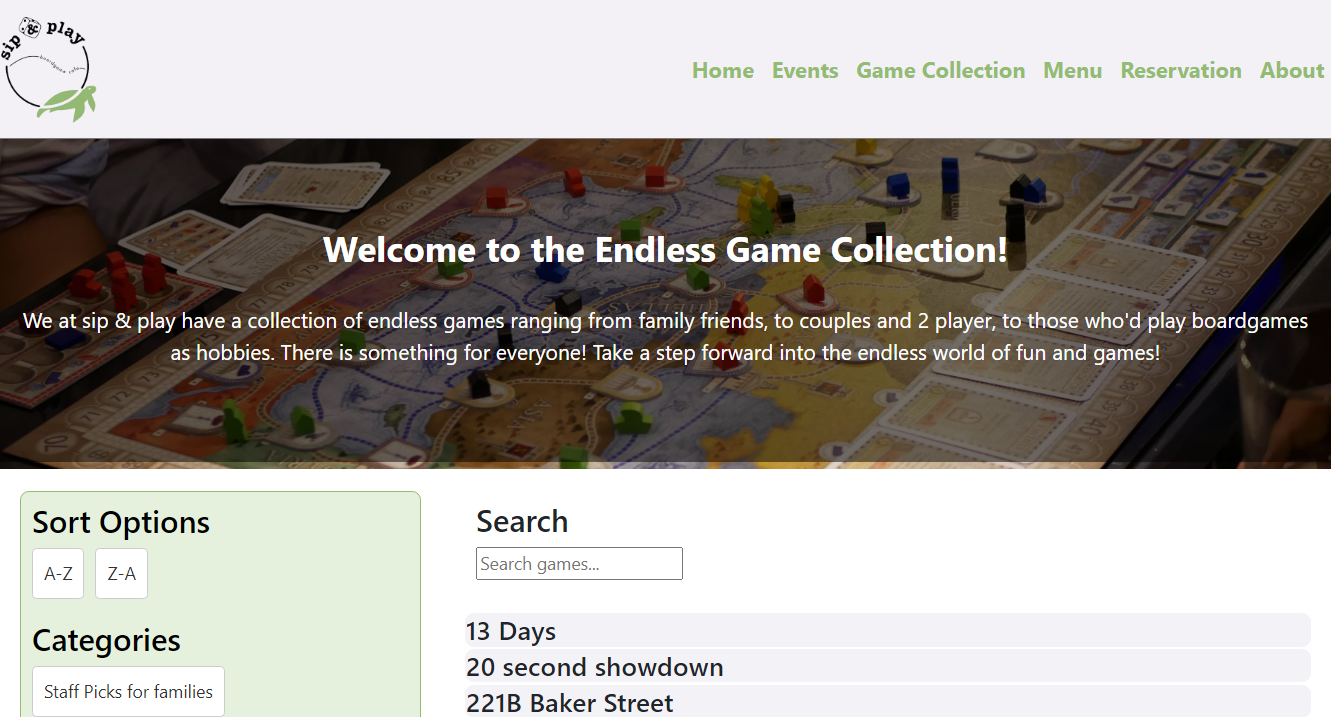 sip & play
Home Events Game Collection Menu Reservation About
Welcome to the Endless Game Collection!
We at sip & play have a collection of endless games ranging from family friends, to couples and 2 player, to those who'd play boardgames
as hobbies. There is something for everyone! Take a step forward into the endless world of fun and games!
Sort Options
A-Z Z-A
Categories
Staff Picks for families
Search
Search games...
13 Days
20 second showdown
221B Baker Street